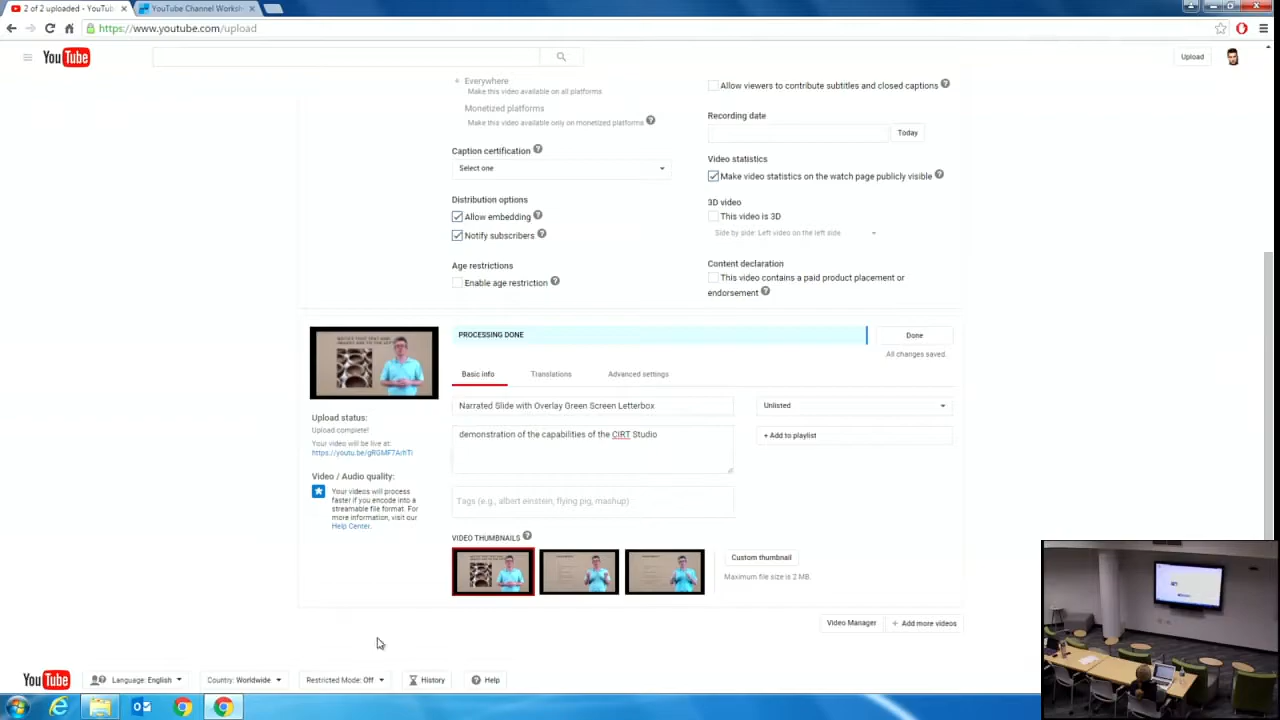 2 of 2 uploaded - YouTu
YouTube Channel Worksh
https://www.youtube.com/upload
YouTube
Upload
Everywhere
Make this video available on all platforms
Monetized platforms
Make this video available only on monetized platforms
Caption certification
Select one
Distribution options
Allow embedding
Notify subscribers
Age restrictions
Enable age restriction
Allow viewers to contribute subtitles and closed captions
Recording date
Today
Video statistics
Make video statistics on the watch page publicly visible
3D video
This video is 3D
Side by side: Left video on the left side
Content declaration
This video contains a paid product placement or
endorsement
PROCESSING DONE
Done
All changes saved.
Basic info
Translations
Advanced settings
Narrated Slide with Overlay Green Screen Letterbox
Unlisted
demonstration of the capabilities of the CIRT Studio
+ Add to playlist
Tags (e.g., albert einstein, flying pig, mashup)
Upload status:
Upload complete!
Your video will be live at:
Video / Audio quality:
Your videos will process
faster if you encode into a
streamable file format. For
more information, visit our
Help Center.
VIDEO THUMBNAILS
Custom thumbnail
Maximum file size is 2 MB.
Video Manager
+ Add more videos
YouTube
Language: English
Country: Worldwide
Restricted Mode: Off
History
Help